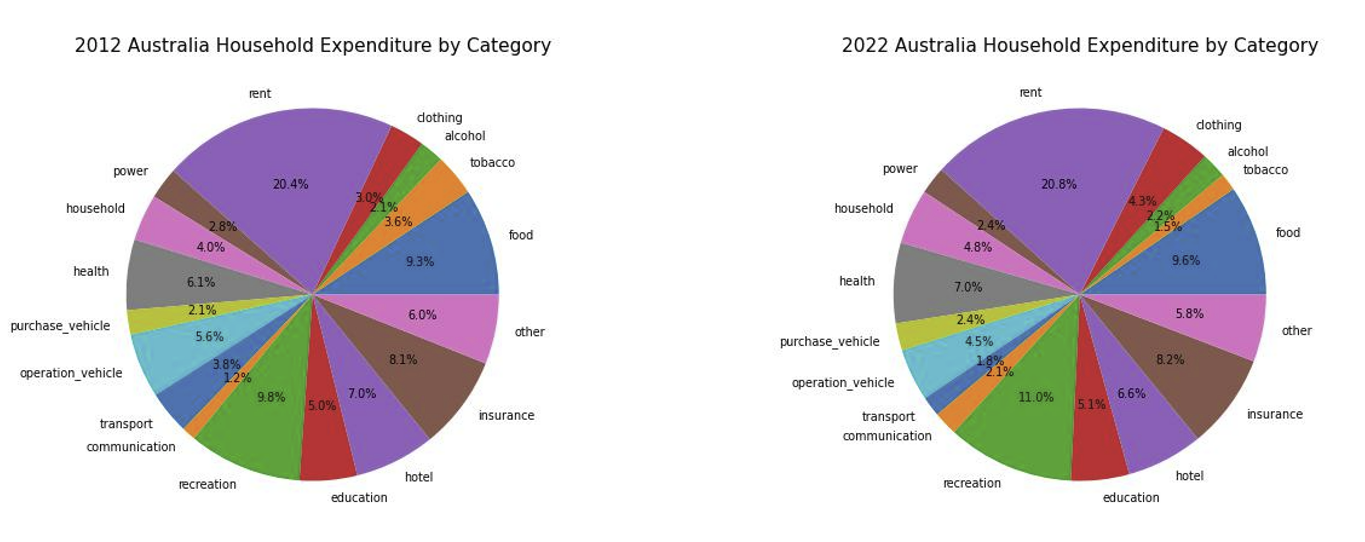 2012 Australia Household Expenditure by Category
rent
clothing
alcohol
tobacco
food
power
household
health
purchase_vehicle
operation_vehicle
transport
communication
recreation
education
hotel
insurance
other
20.4%
3.0%
2.1%
3.6%
9.3%
2.8%
4.0%
6.1%
2.1%
5.6%
3.8%
1.2%
9.8%
5.0%
7.0%
8.1%
6.0%
2022 Australia Household Expenditure by Category
rent
clothing
alcohol
tobacco
food
power
household
health
purchase_vehicle
operation_vehicle
transport
communication
recreation
education
hotel
insurance
other
20.8%
4.3%
2.2%
1.5%
9.6%
2.4%
4.8%
7.0%
2.4%
4.5%
1.8%
2.1%
11.0%
5.1%
6.6%
8.2%
5.8%